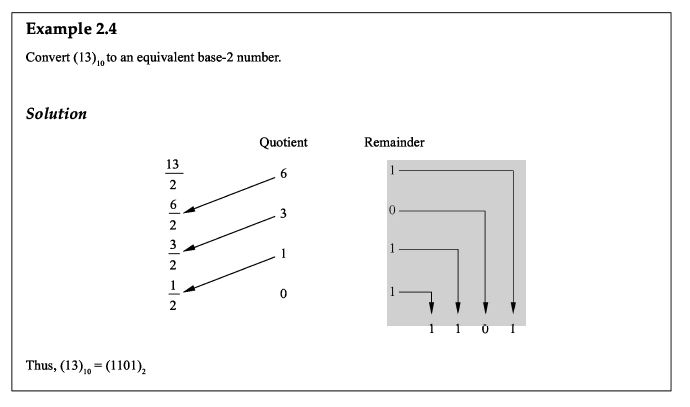 Example 2.4
Convert (13)₁₀ to an equivalent base-2 number.
Solution
Quotient Remainder
13/2 6 1
6/2 3 0
3/2 1 1
1/2 0 1
1 1 0 1
Thus, (13)₁₀ = (1101)₂